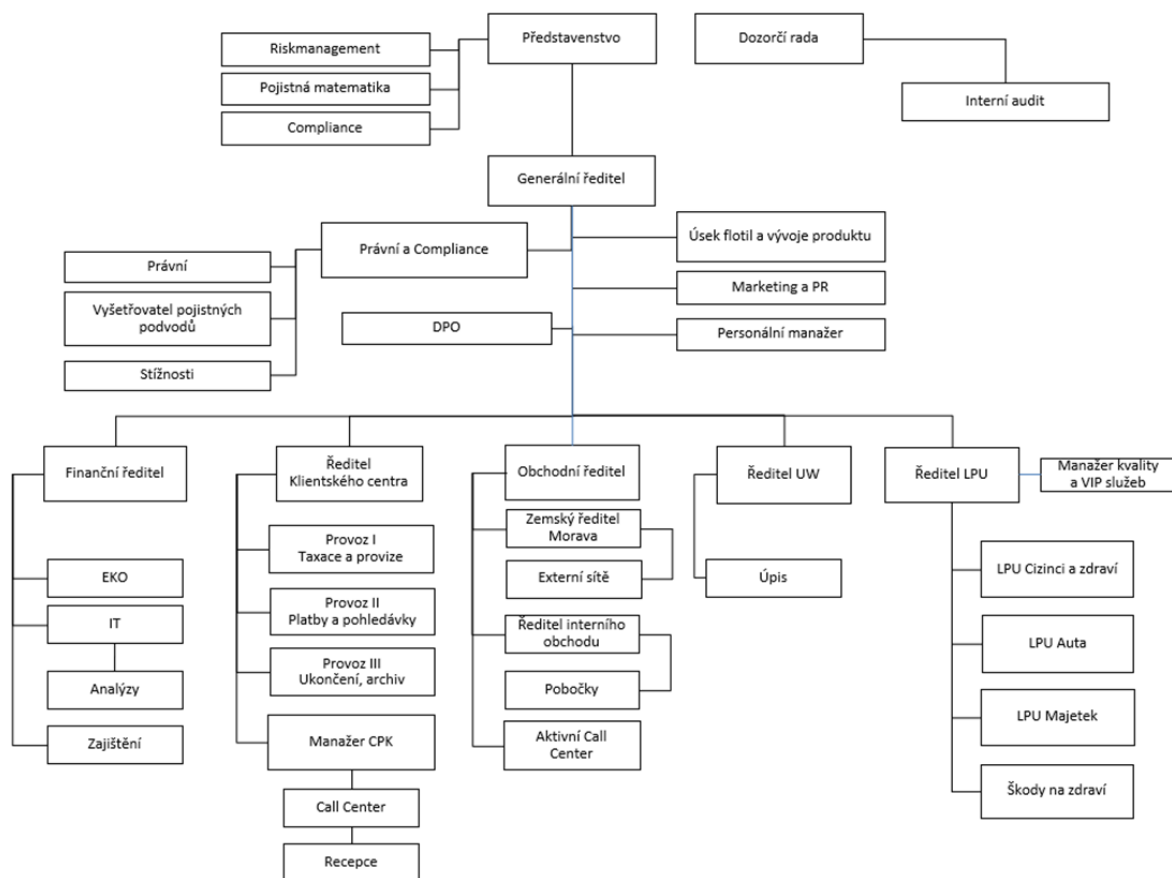 Představenstvo
Dozorčí rada
Riskmanagement
Pojistná matematika
Compliance
Interní audit
Generální ředitel
Právní a Compliance
Právní
Vyšetřovatel pojistných
podvodů
Stížnosti
DPO
Úsek flotil a vývoje produktu
Marketing a PR
Personální manažer
Finanční ředitel
EKO
IT
Analýzy
Zajištění
Ředitel
Klientského centra
Provoz I
Taxace a provize
Provoz II
Platby a pohledávky
Provoz III
Ukončení, archiv
Manažer CPK
Call Center
Recepce
Obchodní ředitel
Zemský ředitel
Morava
Externí sítě
Ředitel interního
obchodu
Pobočky
Aktivní Call
Center
Ředitel UW
Úpis
Ředitel LPU
Manažer kvality
a VIP služeb
LPU Cizinci a zdraví
LPU Auta
LPU Majetek
Škody na zdraví